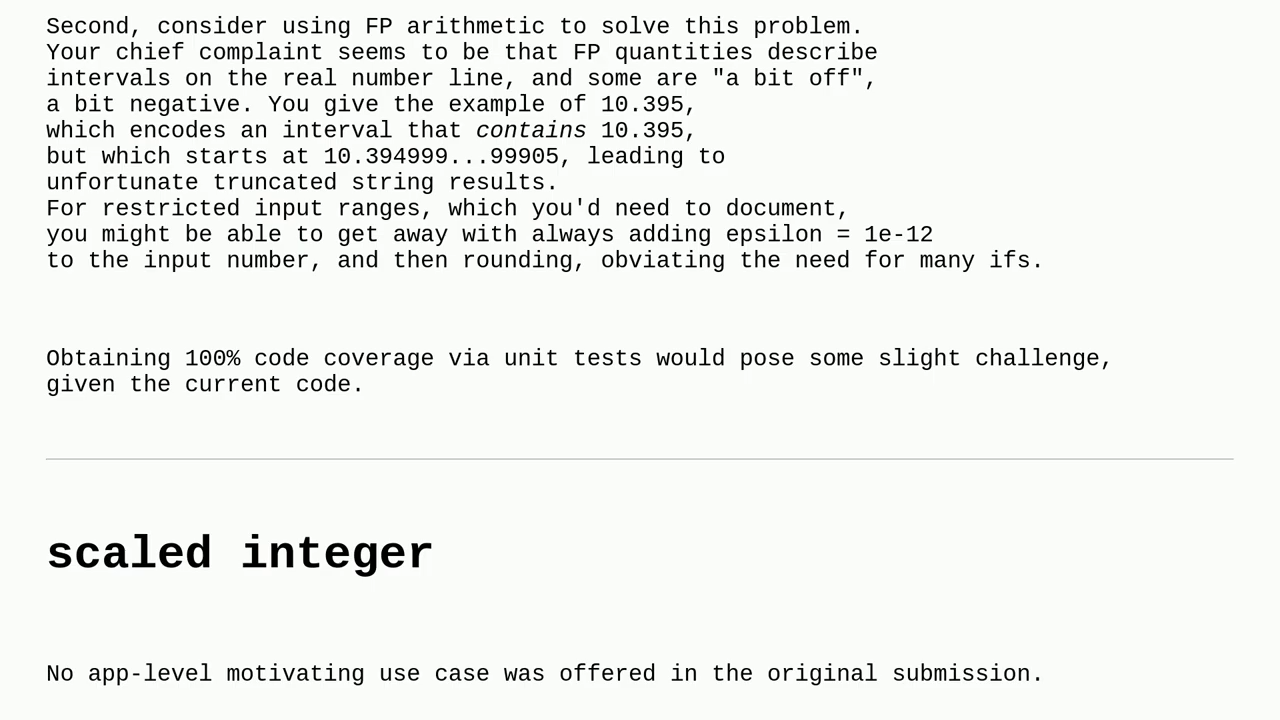 Second, consider using FP arithmetic to solve this problem.
Your chief complaint seems to be that FP quantities describe
intervals on the real number line, and some are "a bit off",
a bit negative. You give the example of 10.395,
which encodes an interval that contains 10.395,
but which starts at 10.394999...99905, leading to
unfortunate truncated string results.
For restricted input ranges, which you'd need to document,
you might be able to get away with always adding epsilon = 1e-12
to the input number, and then rounding, obviating the need for many ifs.
Obtaining 100% code coverage via unit tests would pose some slight challenge,
given the current code.
scaled integer
No app-level motivating use case was offered in the original submission.